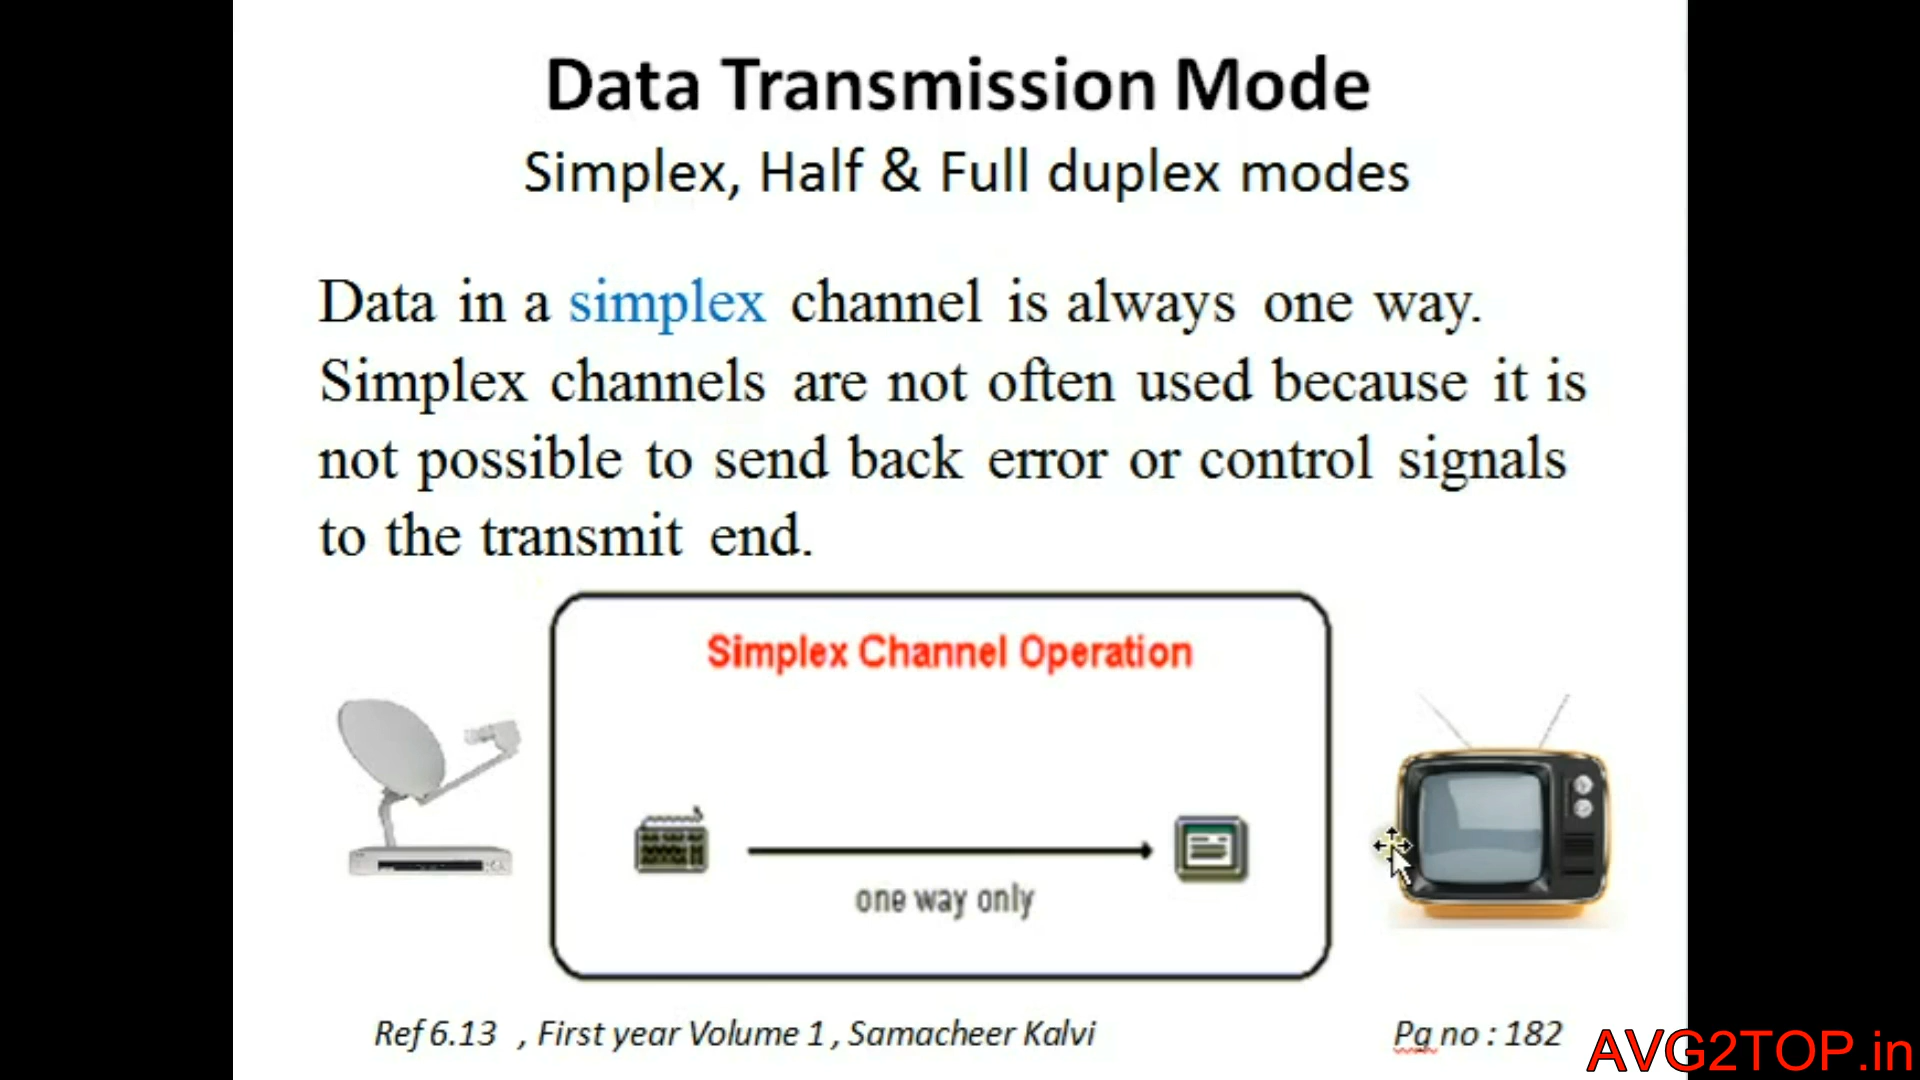 Data Transmission Mode
Simplex, Half & Full duplex modes
Data in a simplex channel is always one way.
Simplex channels are not often used because it is
not possible to send back error or control signals
to the transmit end.
Simplex Channel Operation
one way only
Ref 6.13 , First year Volume 1 , Samacheer Kalvi
Pg no : 182
AVG2TOP.in